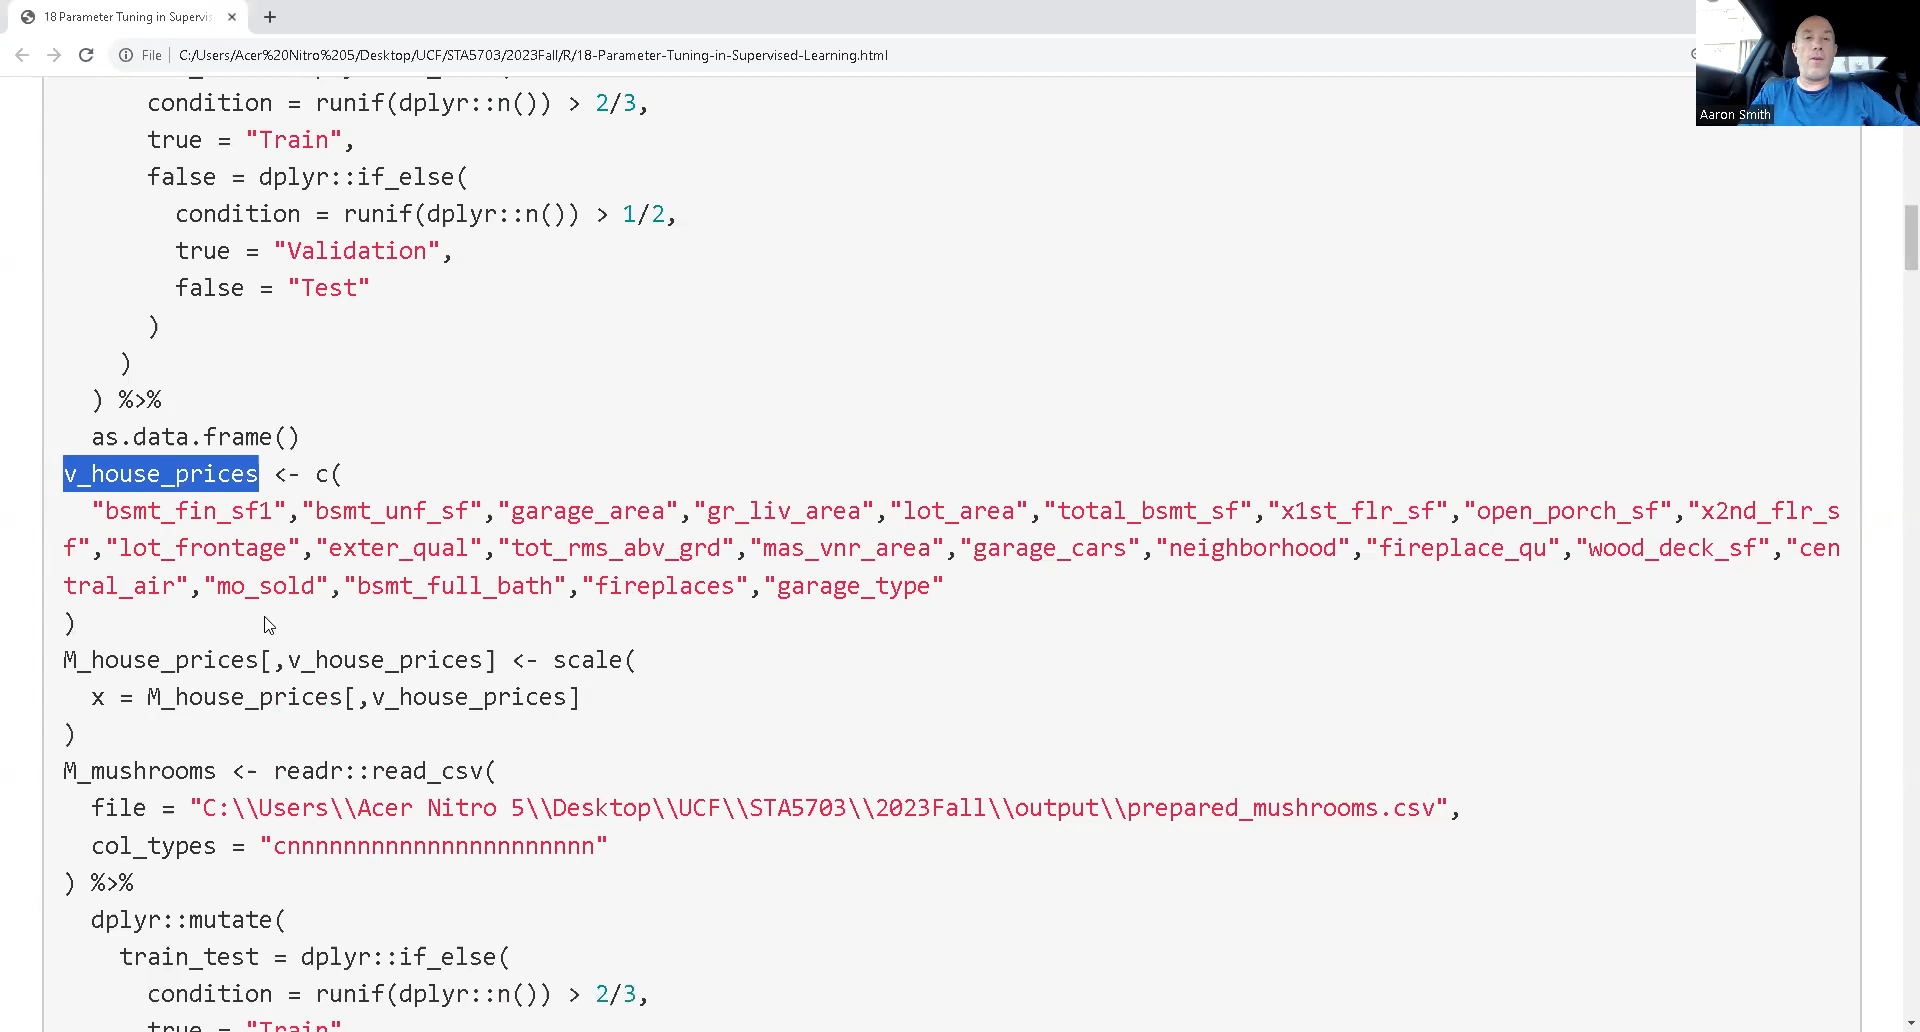 18 Parameter Tuning in Supervis
File
C:/Users/Acer%20Nitro%205/Desktop/UCF/STA5703/2023Fall/R/18-Parameter-Tuning-in-Supervised-Learning.html
Aaron Smith
condition = runif(dplyr::n()) > 2/3,
true = "Train",
false = dplyr::if_else(
condition = runif(dplyr::n()) > 1/2,
true = "Validation",
false = "Test"
)
)
) %>%
as.data.frame()
v_house_prices <- c(
"bsmt_fin_sf1","bsmt_unf_sf","garage_area","gr_liv_area","lot_area","total_bsmt_sf","x1st_flr_sf","open_porch_sf","x2nd_flr_s
f","lot_frontage","exter_qual","tot_rms_abv_grd","mas_vnr_area","garage_cars","neighborhood","fireplace_qu","wood_deck_sf","cen
tral_air","mo_sold","bsmt_full_bath","fireplaces","garage_type"
)
M_house_prices[,v_house_prices] <- scale(
x = M_house_prices[,v_house_prices]
)
M_mushrooms <- readr::read_csv(
file = "C:\\Users\\Acer Nitro 5\\Desktop\\UCF\\STA5703\\2023Fall\\output\\prepared_mushrooms.csv",
col_types = "cnnnnnnnnnnnnnnnnnnnnnn"
) %>%
dplyr::mutate(
train_test = dplyr::if_else(
condition = runif(dplyr::n()) > 2/3,
true = "Train"